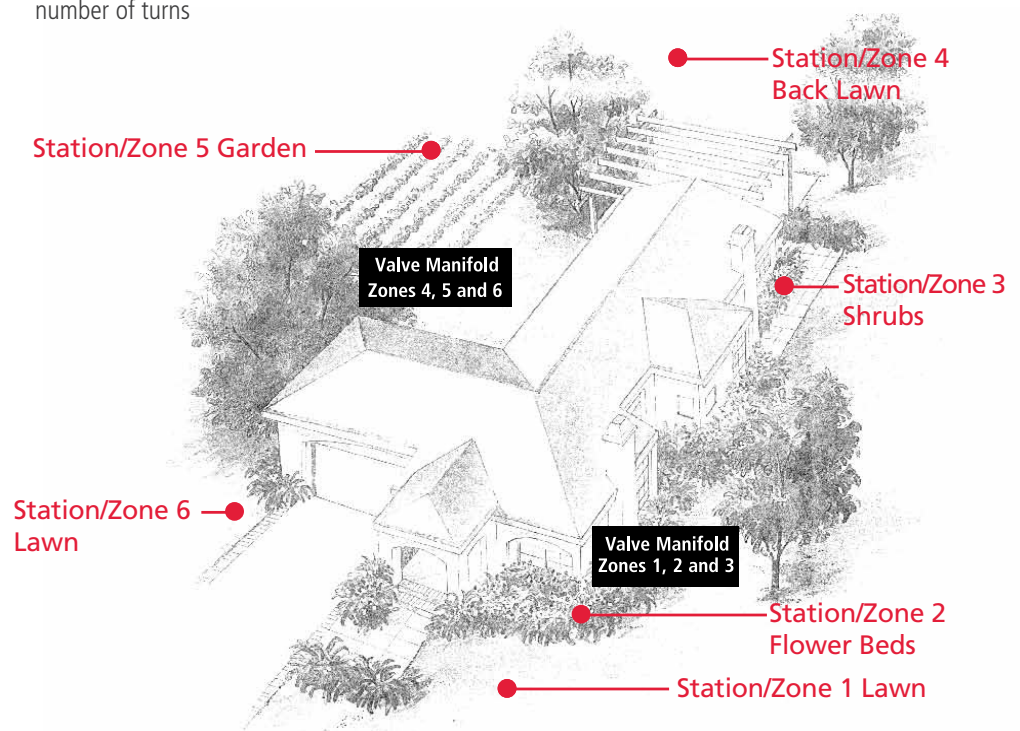 number of turns
Station/Zone 4
Back Lawn
Station/Zone 5 Garden
Valve Manifold
Zones 4, 5 and 6
Station/Zone 3
Shrubs
Station/Zone 6
Lawn
Valve Manifold
Zones 1, 2 and 3
Station/Zone 2
Flower Beds
Station/Zone 1 Lawn